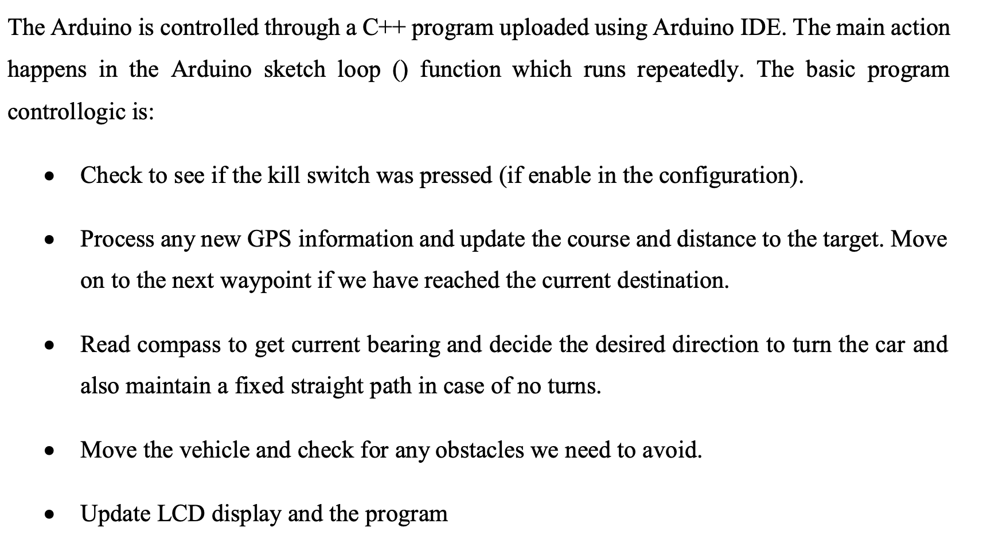 The Arduino is controlled through a C++ program uploaded using Arduino IDE. The main action
happens in the Arduino sketch loop () function which runs repeatedly. The basic program
controllogic is:
• Check to see if the kill switch was pressed (if enable in the configuration).
• Process any new GPS information and update the course and distance to the target. Move
on to the next waypoint if we have reached the current destination.
• Read compass to get current bearing and decide the desired direction to turn the car and
also maintain a fixed straight path in case of no turns.
• Move the vehicle and check for any obstacles we need to avoid.
• Update LCD display and the program